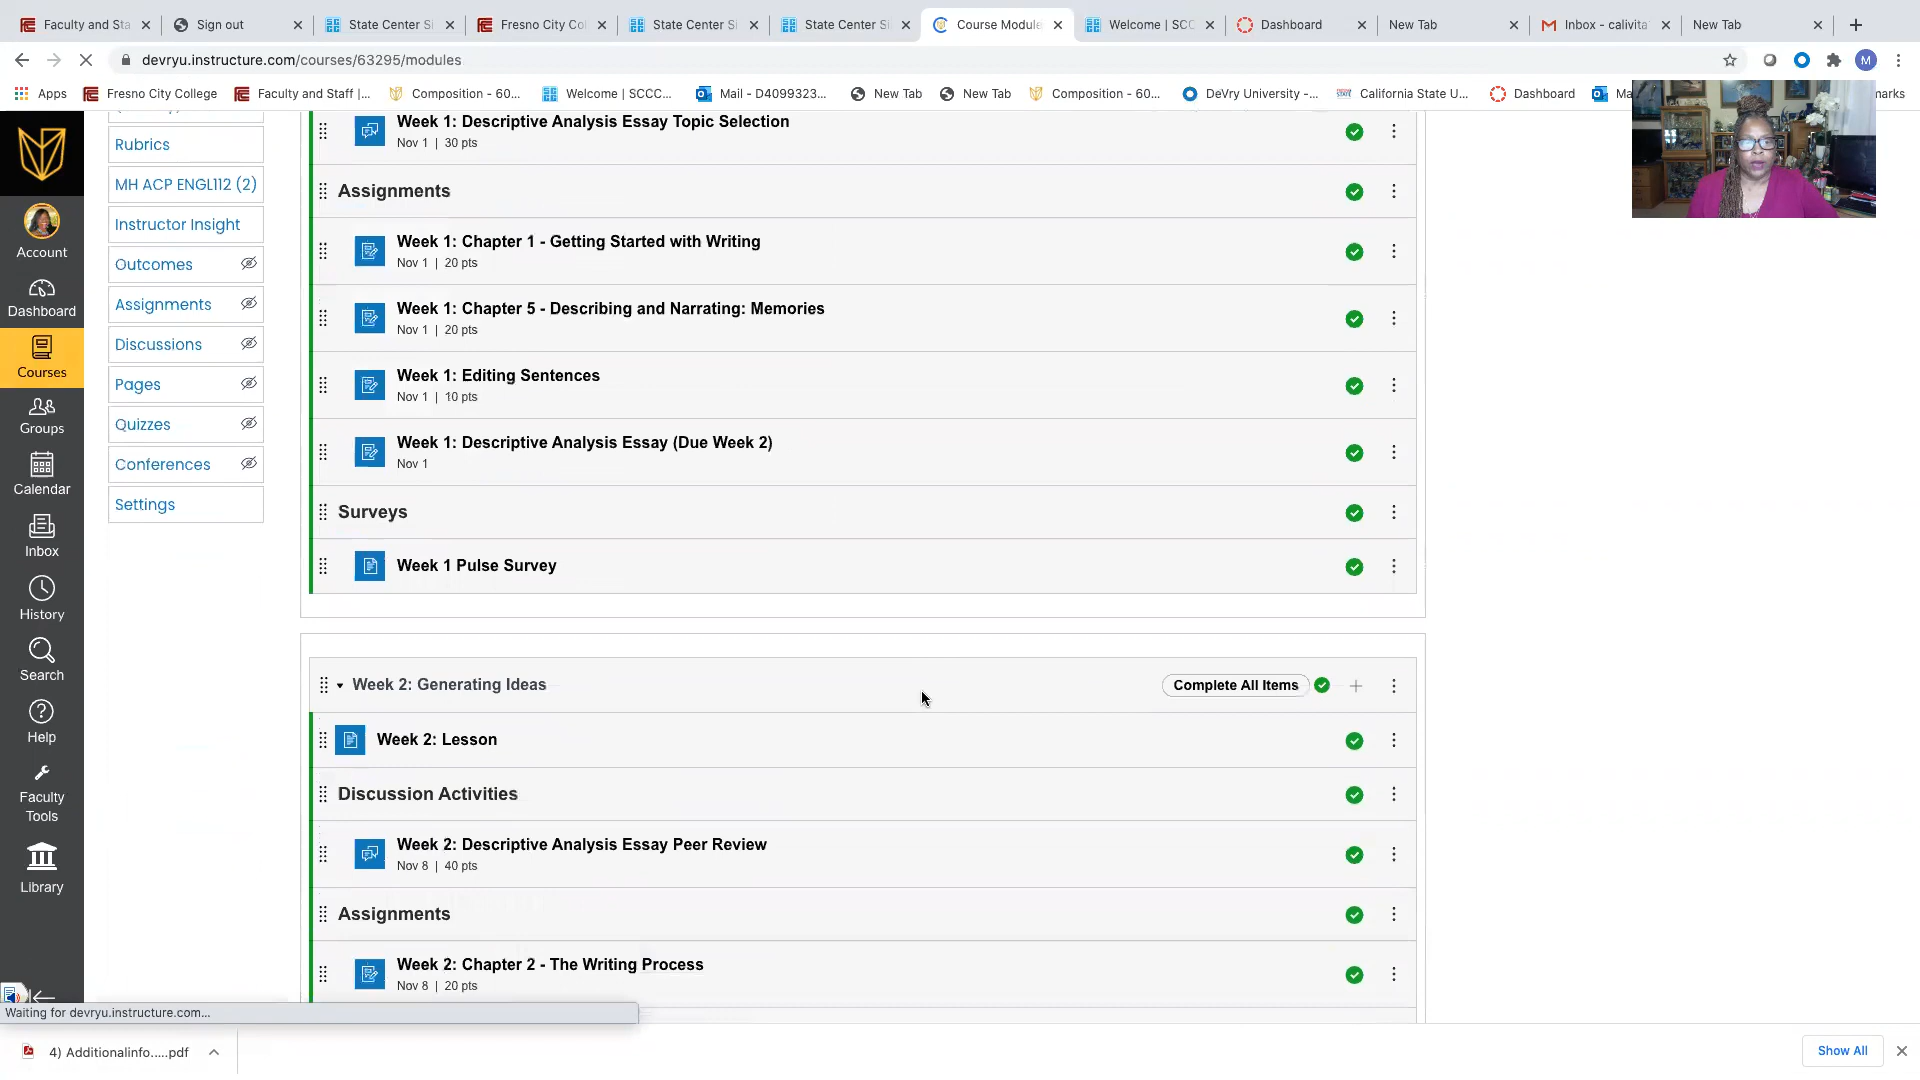 Faculty and Sta
Sign out
State Center S
Fresno City Col
State Center S
State Center S
Course Module
Welcome | SCC
Dashboard
New Tab
Inbox - calivita
New Tab
devryu.instructure.com/courses/63295/modules
M
Apps
Fresno City College
Faculty and Staff |...
Composition - 60...
Welcome | SCCC...
Mail - D4099323...
New Tab
New Tab
Composition - 60...
DeVry University -...
California State U...
Dashboard
Ma
marks
Account
Dashboard
Courses
Groups
Calendar
Inbox
History
Search
Help
Faculty
Tools
Library
Rubrics
MH ACP ENGL112 (2)
Instructor Insight
Outcomes
Assignments
Discussions
Pages
Quizzes
Conferences
Settings
Week 1: Descriptive Analysis Essay Topic Selection
Nov 1 | 30 pts
Assignments
Week 1: Chapter 1 - Getting Started with Writing
Nov 1 | 20 pts
Week 1: Chapter 5 - Describing and Narrating: Memories
Nov 1 | 20 pts
Week 1: Editing Sentences
Nov 1 | 10 pts
Week 1: Descriptive Analysis Essay (Due Week 2)
Nov 1
Surveys
Week 1 Pulse Survey
Week 2: Generating Ideas
Complete All Items
Week 2: Lesson
Discussion Activities
Week 2: Descriptive Analysis Essay Peer Review
Nov 8 | 40 pts
Assignments
Week 2: Chapter 2 - The Writing Process
Nov 8 | 20 pts
Waiting for devryu.instructure.com...
4) Additionalinfo.....pdf
Show All